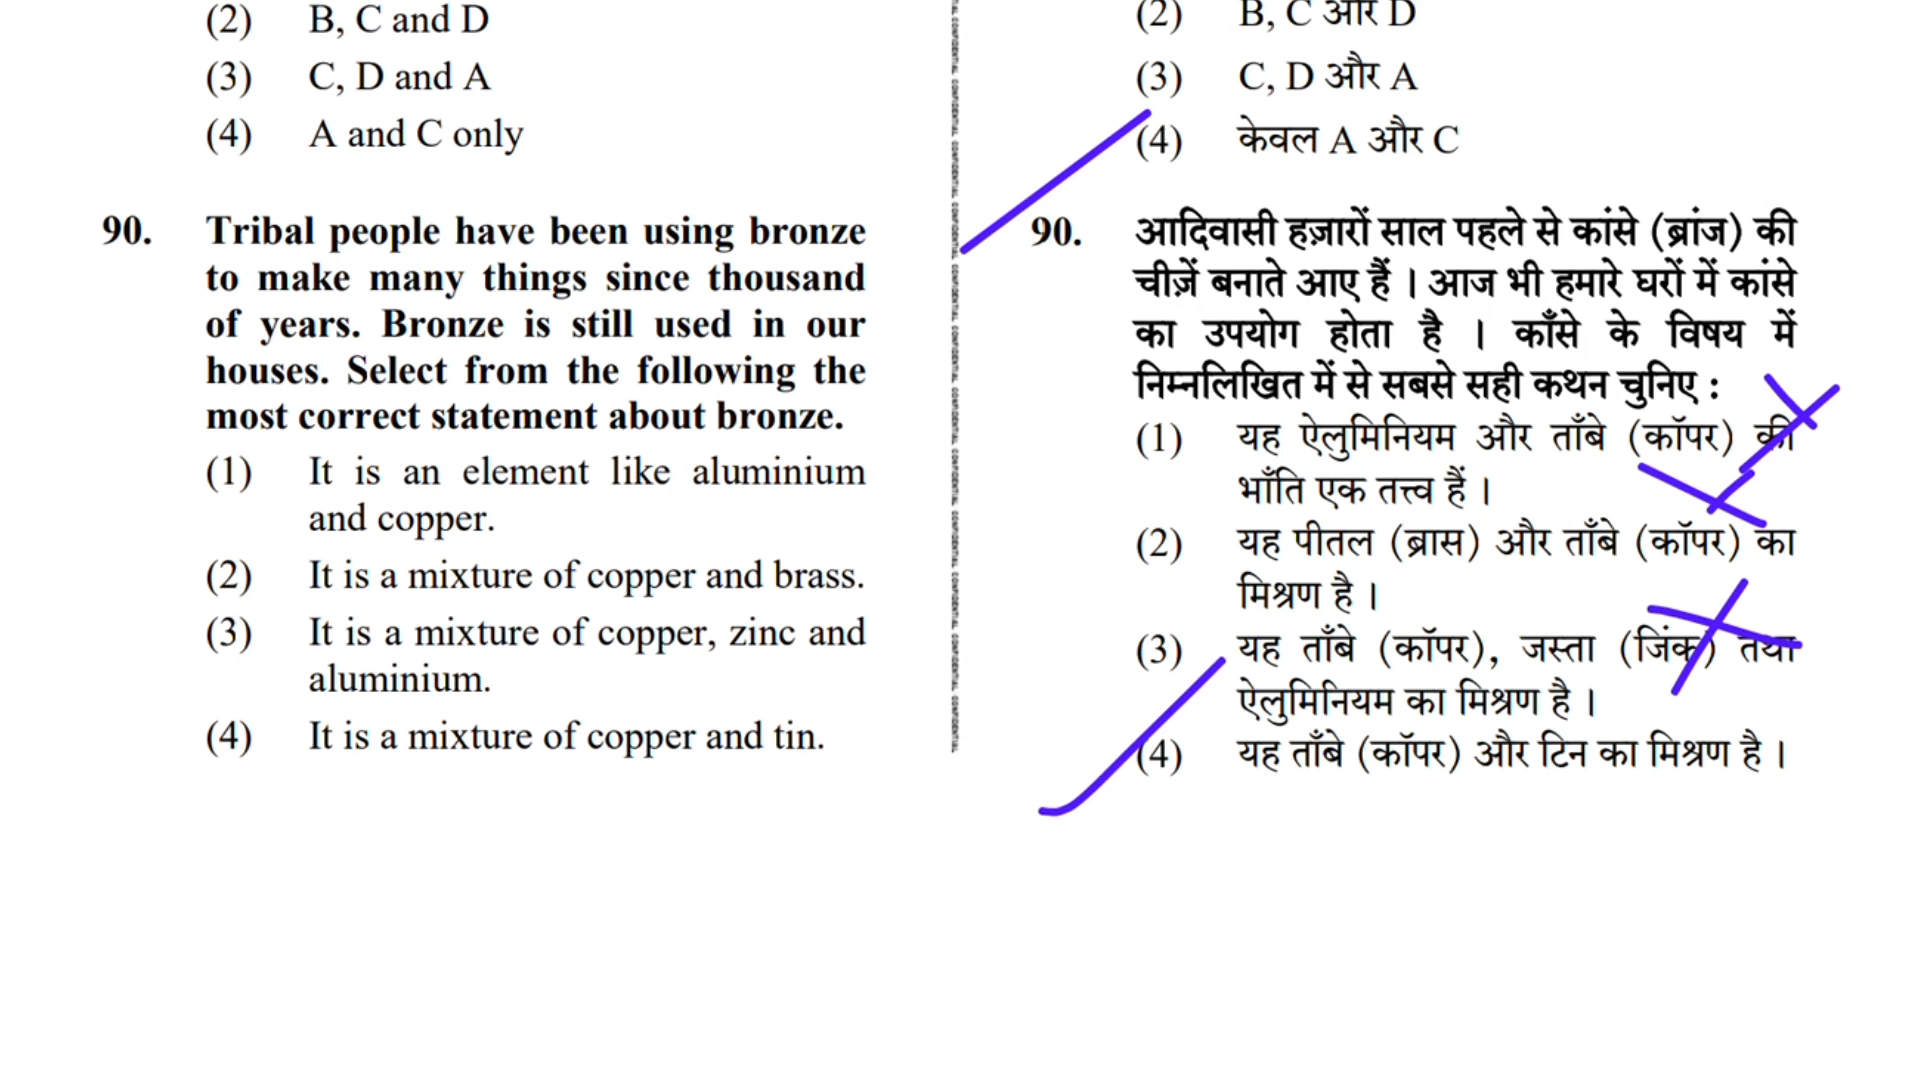 (2) B, C and D
(3) C, D and A
(4) A and C only
90. Tribal people have been using bronze
to make many things since thousand
of years. Bronze is still used in our
houses. Select from the following the
most correct statement about bronze.
(1) It is an element like aluminium
and copper.
(2) It is a mixture of copper and brass.
(3) It is a mixture of copper, zinc and
aluminium.
(4) It is a mixture of copper and tin.
(2) B, C और D
(3) C, D और A
(4) केवल A और C
90. आदिवासी हज़ारों साल पहले से कांसे (ब्रांज) की
चीज़ें बनाते आए हैं । आज भी हमारे घरों में कांसे
का उपयोग होता है । काँसे के विषय में
निम्नलिखित में से सबसे सही कथन चुनिए :
(1) यह ऐलुमिनियम और ताँबे (कॉपर) की
भाँति एक तत्त्व हैं ।
(2) यह पीतल (ब्रास) और ताँबे (कॉपर) का
मिश्रण है ।
(3) यह ताँबे (कॉपर), जस्ता (जिंक) तथा
ऐलुमिनियम का मिश्रण है ।
(4) यह ताँबे (कॉपर) और टिन का मिश्रण है ।